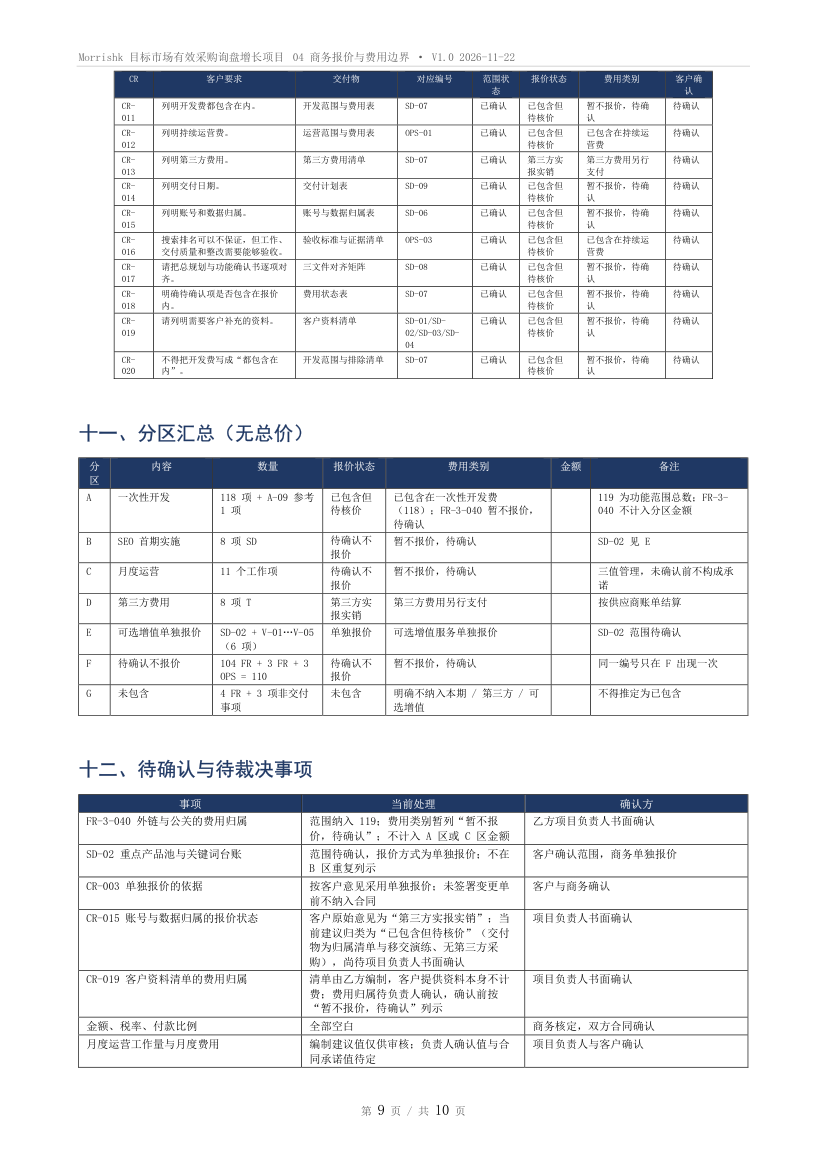 Morrishk 目标市场有效采购询盘增长项目 04 商务报价与费用边界 • V1.0 2026-11-22
CR 客户要求 交付物 对应编号 范围状态 报价状态 费用类别 客户确认
CR-011 列明开发费都包含在内。 开发范围与费用表 SD-07 已确认 已包含但待核价 暂不报价，待确认 待确认
CR-012 列明持续运营费。 运营范围与费用表 OPS-01 已确认 已包含但待核价 已包含在持续运营费 待确认
CR-013 列明第三方费用。 第三方费用清单 SD-07 已确认 第三方实报实销 第三方费用另行支付 待确认
CR-014 列明交付日期。 交付计划表 SD-09 已确认 已包含但待核价 暂不报价，待确认 待确认
CR-015 列明账号和数据归属。 账号与数据归属表 SD-06 已确认 已包含但待核价 暂不报价，待确认 待确认
CR-016 搜索排名可以不保证，但工作、交付质量和整改需要能够验收。 验收标准与证据清单 OPS-03 已确认 已包含但待核价 已包含在持续运营费 待确认
CR-017 请把总规划与功能确认书逐项对齐。 三文件对齐矩阵 SD-08 已确认 已包含但待核价 暂不报价，待确认 待确认
CR-018 明确待确认项是否包含在报价内。 费用状态表 SD-07 已确认 已包含但待核价 暂不报价，待确认 待确认
CR-019 请列明需要客户补充的资料。 客户资料清单 SD-01/SD-02/SD-03/SD-04 已确认 已包含但待核价 暂不报价，待确认 待确认
CR-020 不得把开发费写成“都包含在内”。 开发范围与排除清单 SD-07 已确认 已包含但待核价 暂不报价，待确认 待确认
十一、分区汇总（无总价）
分区 内容 数量 报价状态 费用类别 金额 备注
A 一次性开发 118 项 + A-09 参考 1 项 已包含但待核价 已包含在一次性开发费（118）；FR-3-040 暂不报价，待确认 119 为功能范围总数；FR-3-040 不计入分区金额
B SEO 首期实施 8 项 SD 待确认不报价 暂不报价，待确认 SD-02 见 E
C 月度运营 11 个工作项 待确认不报价 暂不报价，待确认 三值管理，未确认前不构成承诺
D 第三方费用 8 项 T 第三方实报实销 第三方费用另行支付 按供应商账单结算
E 可选增值单独报价 SD-02 + V-01…V-05（6 项） 单独报价 可选增值服务单独报价 SD-02 范围待确认
F 待确认不报价 104 FR + 3 FR + 3 OPS = 110 待确认不报价 暂不报价，待确认 同一编号只在 F 出现一次
G 未包含 4 FR + 3 项非交付事项 未包含 明确不纳入本期 / 第三方 / 可选增值 不得推定为已包含
十二、待确认与待裁决事项
事项 当前处理 确认方
FR-3-040 外链与公关的费用归属 范围纳入 119；费用类别暂列“暂不报价，待确认”；不计入 A 区或 C 区金额 乙方项目负责人书面确认
SD-02 重点产品池与关键词台账 范围待确认，报价方式为单独报价；不在 B 区重复列示 客户确认范围，商务单独报价
CR-003 单独报价的依据 按客户意见采用单独报价；未签署变更单前不纳入合同 客户与商务确认
CR-015 账号与数据归属的报价状态 客户原始意见为“第三方实报实销”；当前建议归类为“已包含但待核价”（交付物为归属清单与移交演练、无第三方采购），尚待项目负责人书面确认 项目负责人书面确认
CR-019 客户资料清单的费用归属 清单由乙方编制，客户提供资料本身不计费；费用归属待负责人确认，确认前按“暂不报价，待确认”列示 项目负责人书面确认
金额、税率、付款比例 全部空白 商务核定，双方合同确认
月度运营工作量与月度费用 编制建议值仅供审核；负责人确认值与合同承诺值待定 项目负责人与客户确认
第 9 页 / 共 10 页